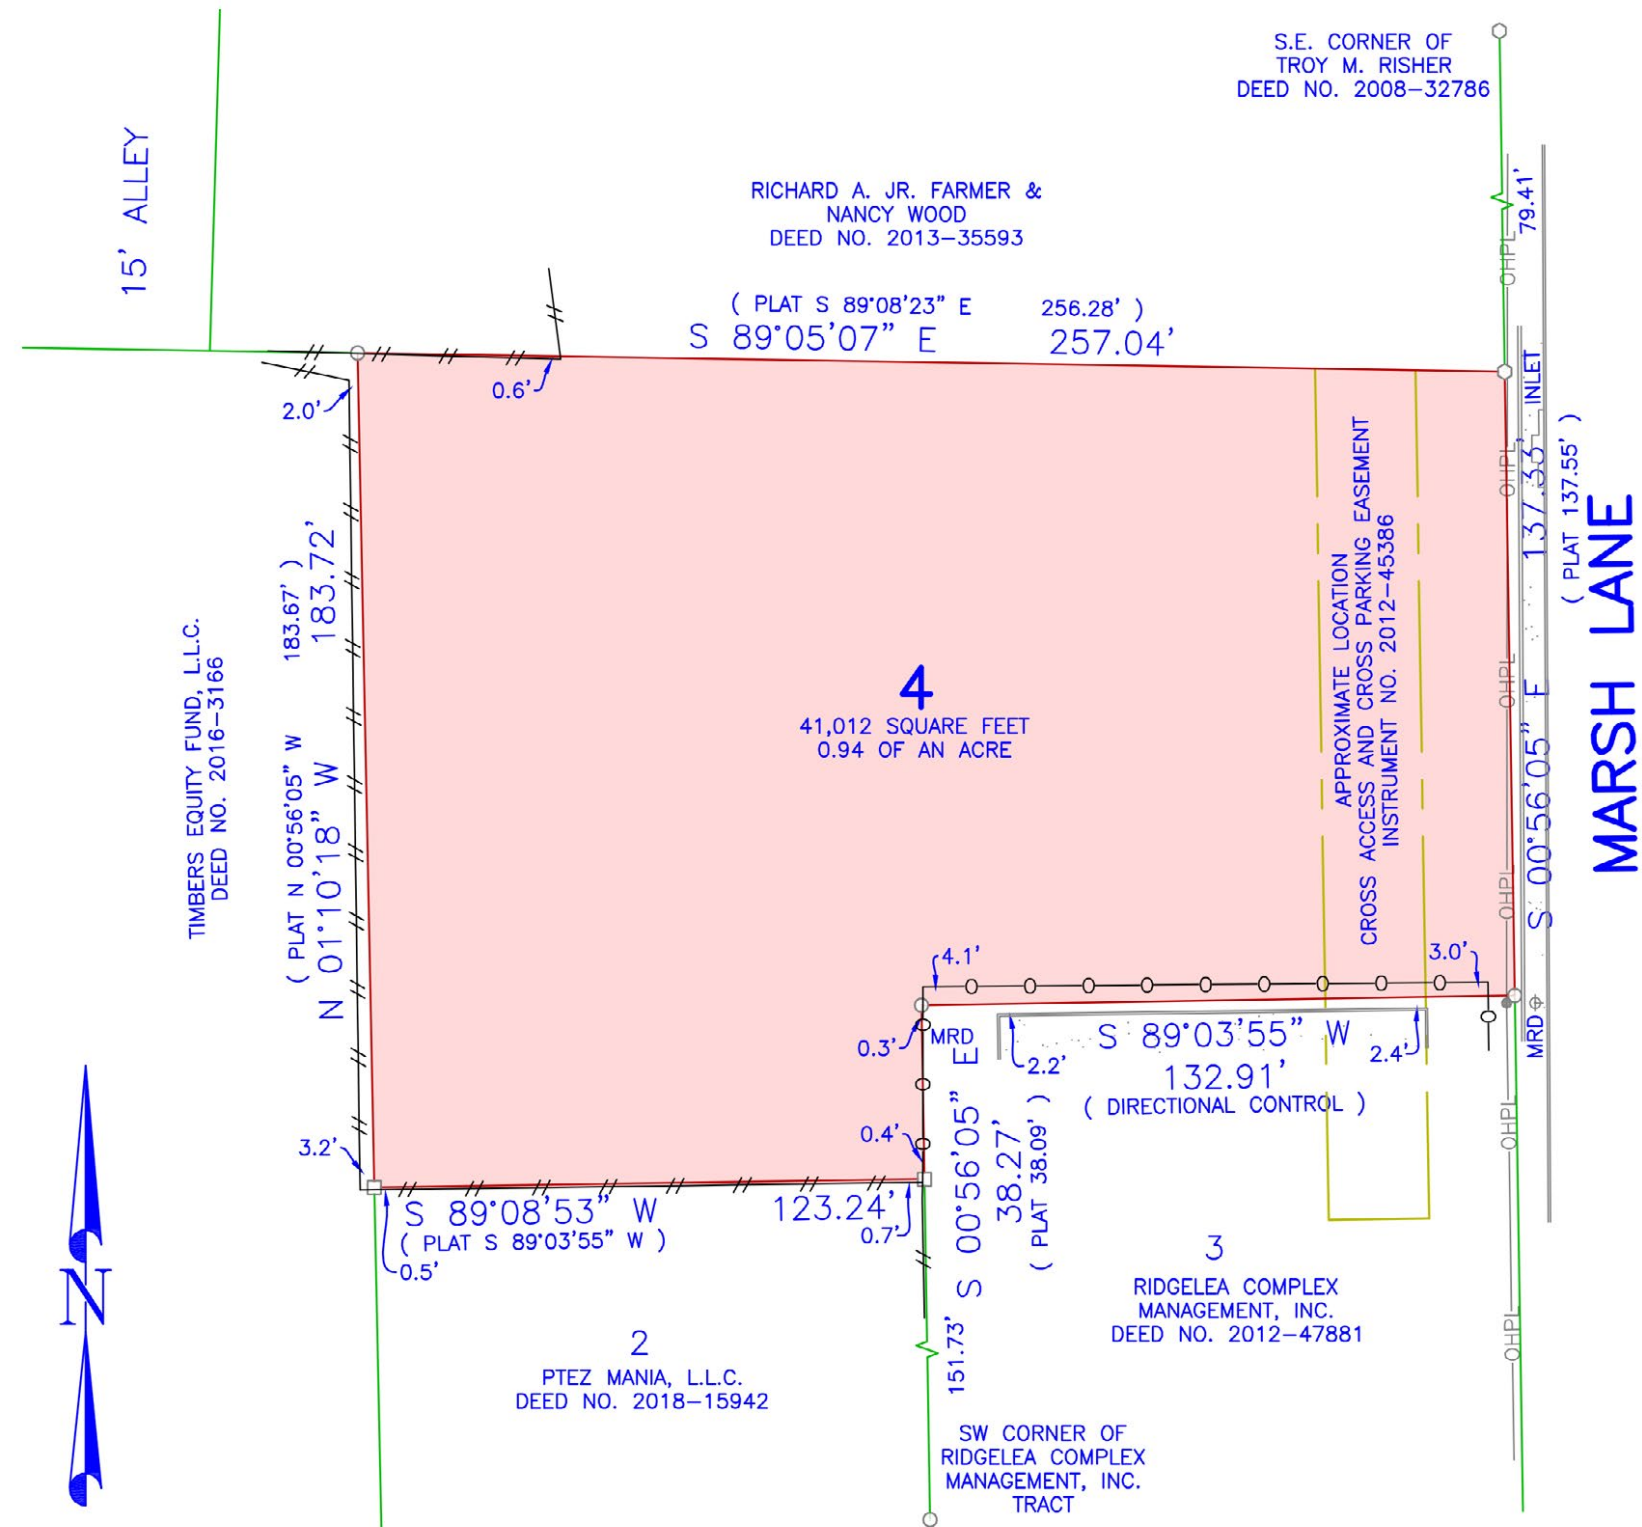 S.E. CORNER OF
TROY M. RISHER
DEED NO. 2008-32786
15' ALLEY
79.41'
OHPL
RICHARD A. JR. FARMER &
NANCY WOOD
DEED NO. 2013-35593
( PLAT S 89°08'23" E 256.28' )
S 89°05'07" E 257.04'
0.6'
2.0'
INLET
OHPL
S 00°56'05" E 137.33'
( PLAT 137.55' )
MARSH LANE
OHPL
OHPL
TIMBERS EQUITY FUND, L.L.C.
DEED NO. 2016-3166
( PLAT N 00°56'05" W 183.67' )
N 01°10'18" W 183.72'
4
41,012 SQUARE FEET
0.94 OF AN ACRE
APPROXIMATE LOCATION
CROSS ACCESS AND CROSS PARKING EASEMENT
INSTRUMENT NO. 2012-45386
4.1'
3.0'
0.3'
MRD
S 89°03'55" W
132.91'
( DIRECTIONAL CONTROL )
2.2'
2.4'
MRD
OHPL
0.4'
3.2'
S 00°56'05" E
38.27'
( PLAT 38.09' )
S 89°08'53" W 123.24'
( PLAT S 89°03'55" W )
0.7'
0.5'
N
3
RIDGELEA COMPLEX
MANAGEMENT, INC.
DEED NO. 2012-47881
OHPL
2
PTEZ MANIA, L.L.C.
DEED NO. 2018-15942
151.73'
SW CORNER OF
RIDGELEA COMPLEX
MANAGEMENT, INC.
TRACT